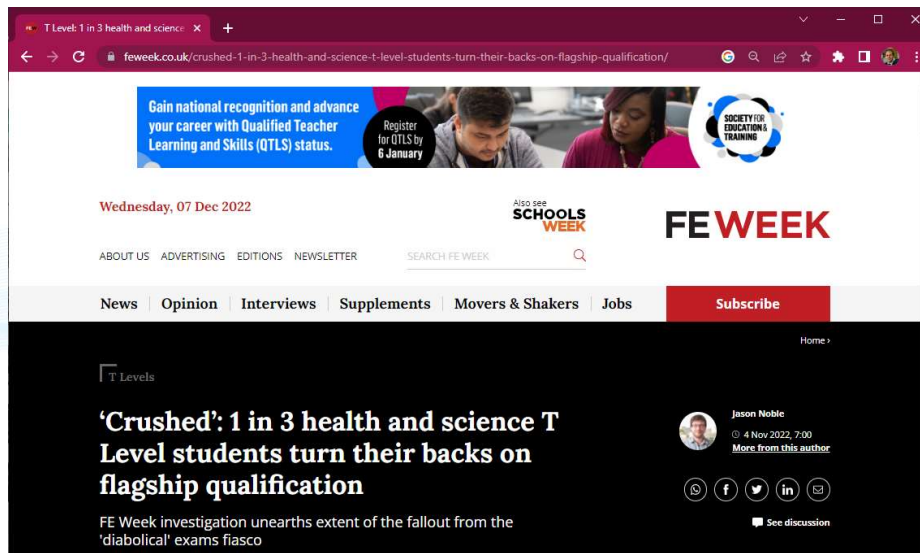 T Level: 1 in 3 health and science
feweek.co.uk/crushed-1-in-3-health-and-science-t-level-students-turn-their-backs-on-flagship-qualification/
Gain national recognition and advance
your career with Qualified Teacher
Learning and Skills (QTLS) status.
Register
for QTLS by
6 January
SOCIETY FOR
EDUCATION &
TRAINING
Wednesday, 07 Dec 2022
Also see
SCHOOLS
WEEK
FE WEEK
ABOUT US ADVERTISING EDITIONS NEWSLETTER
SEARCH FE WEEK
News Opinion Interviews Supplements Movers & Shakers Jobs
Subscribe
Home ›
T Levels
‘Crushed’: 1 in 3 health and science T
Level students turn their backs on
flagship qualification
FE Week investigation unearths extent of the fallout from the
'diabolical' exams fiasco
Jason Noble
4 Nov 2022, 7:00
More from this author
See discussion